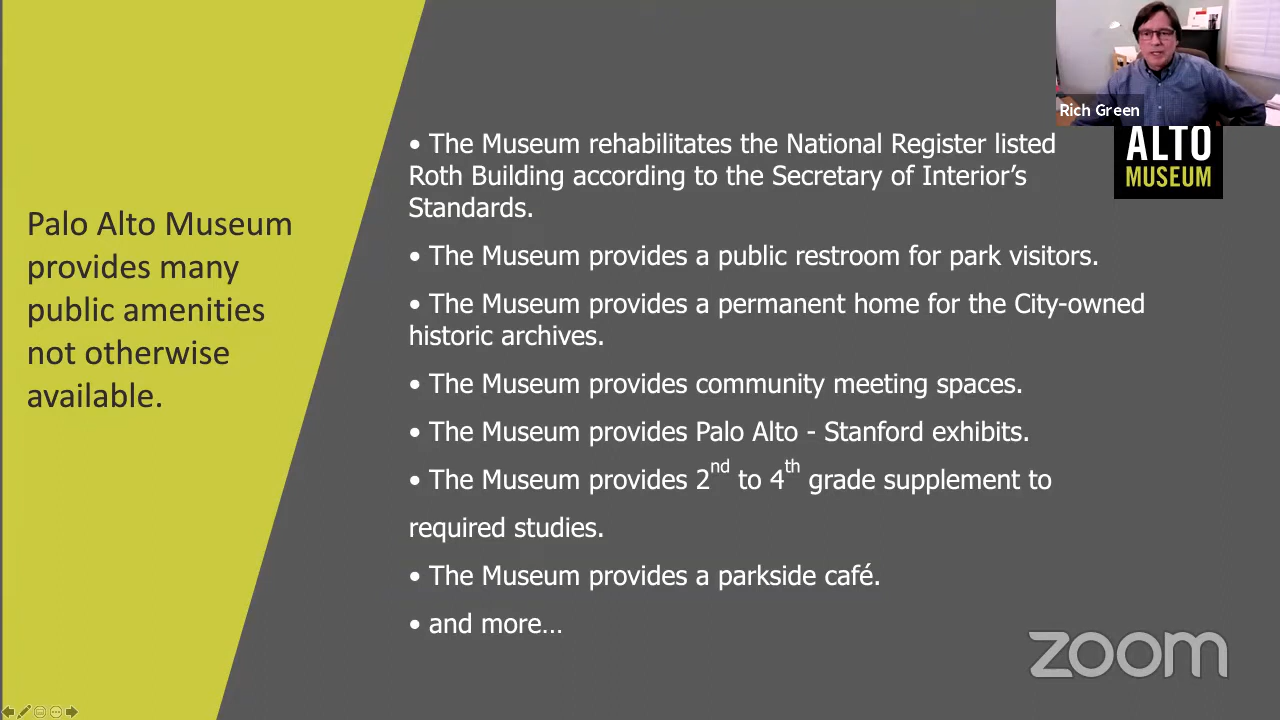 Palo Alto Museum
provides many
public amenities
not otherwise
available.
• The Museum rehabilitates the National Register listed
Roth Building according to the Secretary of Interior’s
Standards.
• The Museum provides a public restroom for park visitors.
• The Museum provides a permanent home for the City-owned
historic archives.
• The Museum provides community meeting spaces.
• The Museum provides Palo Alto - Stanford exhibits.
• The Museum provides 2nd to 4th grade supplement to
required studies.
• The Museum provides a parkside café.
• and more…
Rich Green
ALTO
MUSEUM
zoom